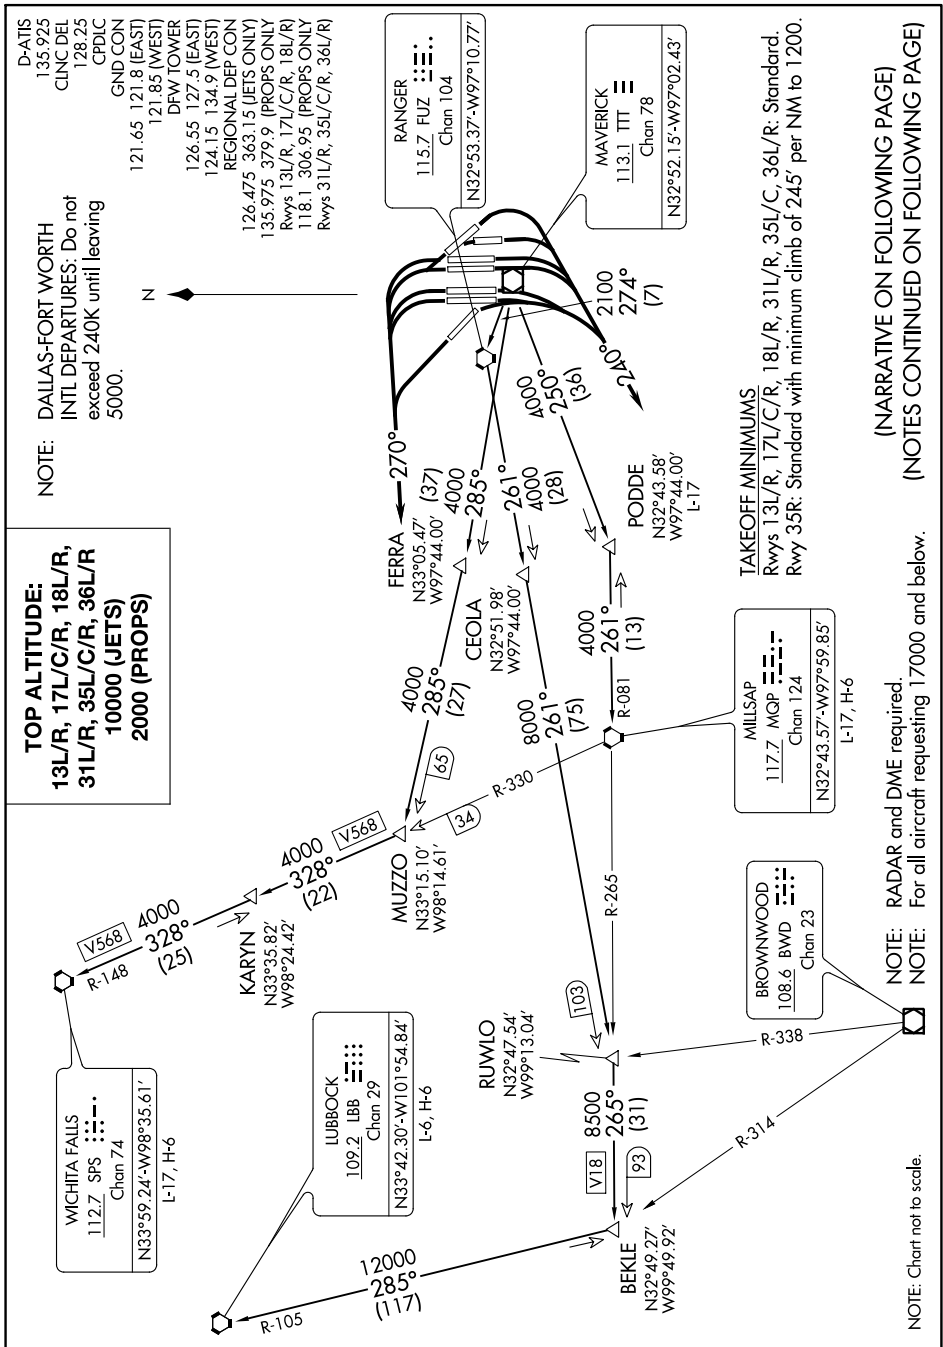 TOP ALTITUDE:
13L/R, 17L/C/R, 18L/R,
31L/R, 35L/C/R, 36L/R
10000 (JETS)
2000 (PROPS)
NOTE: DALLAS-FORT WORTH
INTL DEPARTURES: Do not
exceed 240K until leaving
5000.
D-ATIS
135.925
CLNC DEL
128.25
CPDLC
GND CON
121.65 121.8 (EAST)
121.85 (WEST)
DFW TOWER
126.55 127.5 (EAST)
124.15 134.9 (WEST)
REGIONAL DEP CON
126.475 363.15 (JETS ONLY)
135.975 379.9 (PROPS ONLY
Rwys 13L/R, 17L/C/R, 18L/R)
118.1 306.95 (PROPS ONLY
Rwys 31L/R, 35L/C/R, 36L/R)
N
WICHITA FALLS
112.7 SPS
Chan 74
N33°59.24'-W98°35.61'
L-17, H-6
R-148
V568
4000
328°
(25)
KARYN
N33°35.82'
W98°24.42'
4000
328°
(22)
V568
MUZZO
N33°15.10'
W98°14.61'
65
34
R-330
4000
285°
(27)
FERRA
N33°05.47'
W97°44.00'
(37)
4000
285°
270°
RANGER
115.7 FUZ
Chan 104
N32°53.37'-W97°10.77'
MAVERICK
113.1 TTT
Chan 78
N32°52.15'-W97°02.43'
LUBBOCK
109.2 LBB
Chan 29
N33°42.30'-W101°54.84'
L-6, H-6
R-105
12000
285°
(117)
CEOLA
N32°51.98'
W97°44.00'
261°
4000
(28)
8000
261°
(75)
2100
274°
(7)
4000
250°
(36)
240°
RUWLO
N32°47.54'
W99°13.04'
103
8500
265°
(31)
V18
93
BEKLE
N32°49.27'
W99°49.92'
R-265
R-081
4000
261°
(13)
PODDE
N32°43.58'
W97°44.00'
L-17
MILLSAP
117.7 MQP
Chan 124
N32°43.57'-W97°59.85'
L-17, H-6
BROWNWOOD
108.6 BWD
Chan 23
R-338
R-314
TAKEOFF MINIMUMS
Rwys 13L/R, 17L/C/R, 18L/R, 31L/R, 35L/C, 36L/R: Standard.
Rwy 35R: Standard with minimum climb of 245' per NM to 1200.
NOTE: RADAR and DME required.
NOTE: For all aircraft requesting 17000 and below.
NOTE: Chart not to scale.
(NARRATIVE ON FOLLOWING PAGE)
(NOTES CONTINUED ON FOLLOWING PAGE)